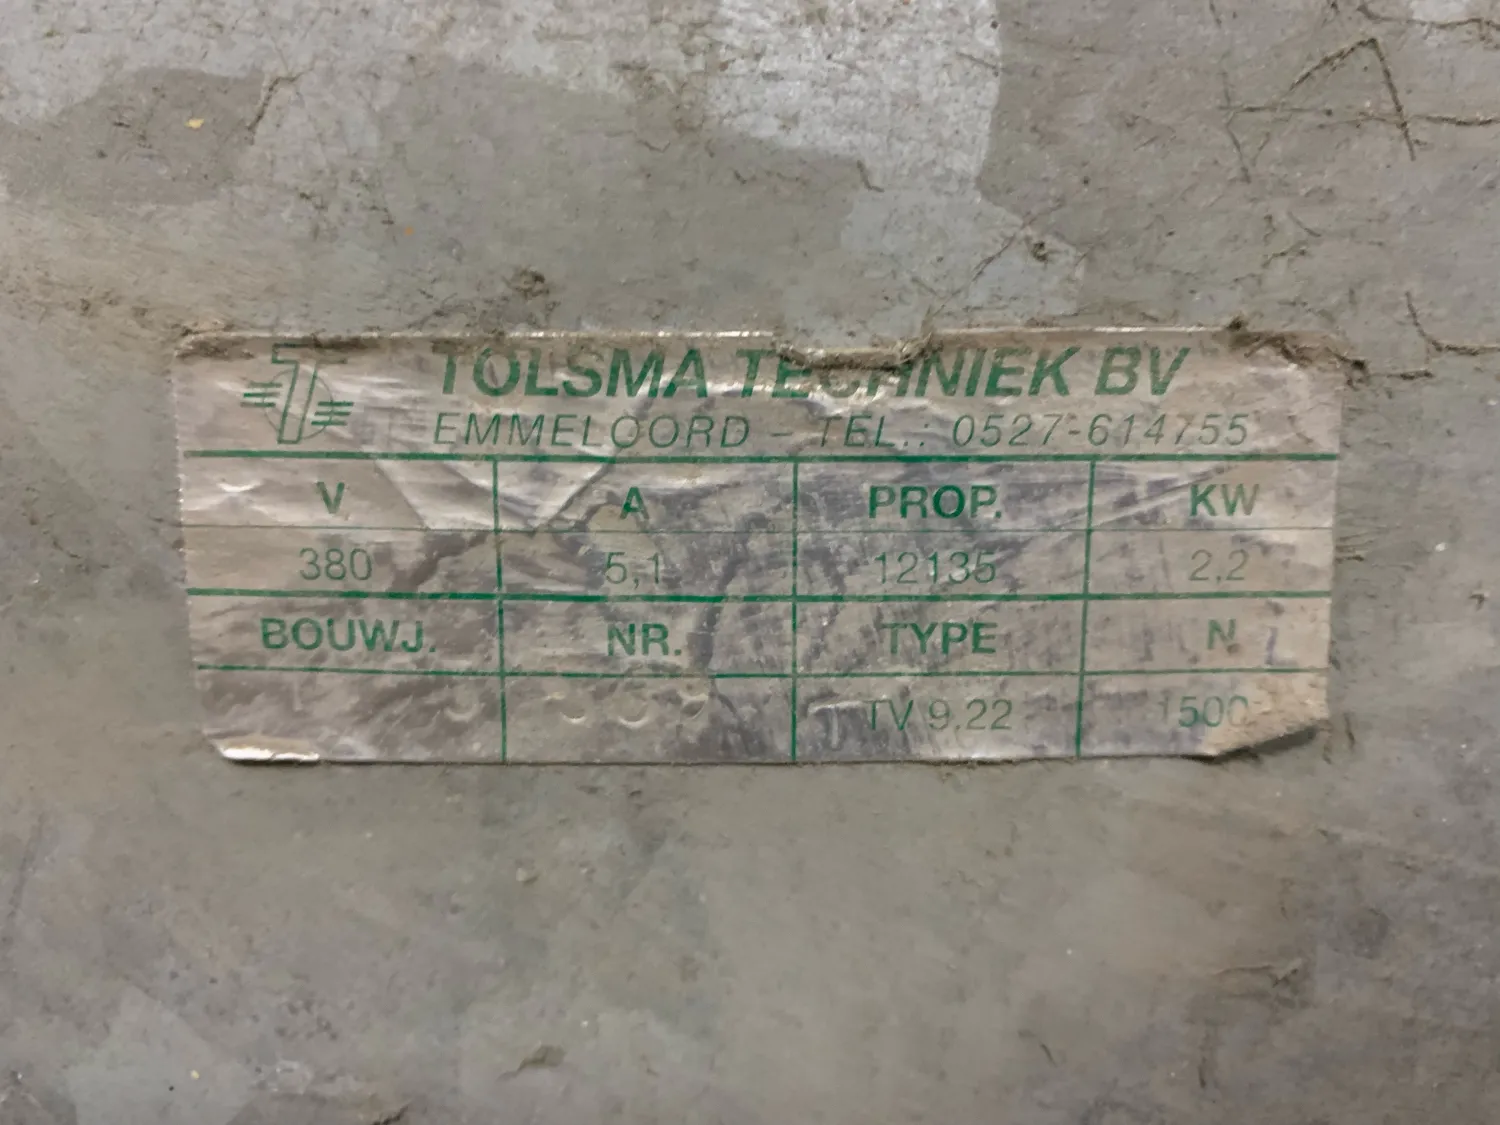 TOLSMA TECHNIEK BV
EMMELOORD - TEL.: 0527-614755
V A PROP. KW
380 5,1 12135 2,2
BOUWJ. NR. TYPE N
TV 9.22 1500